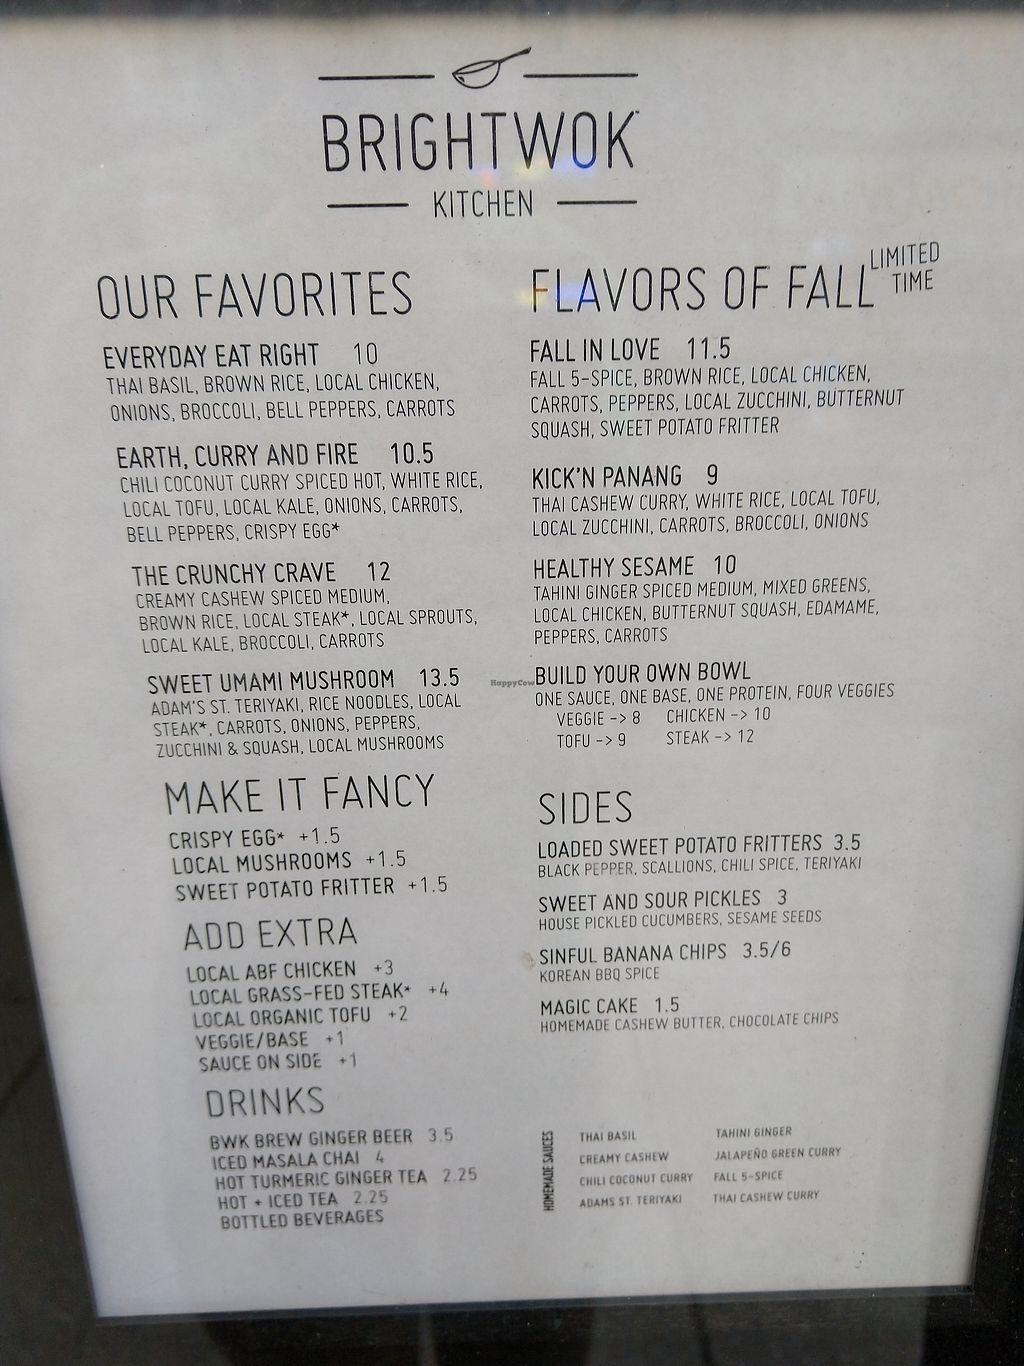 BRIGHTWOK™
KITCHEN
OUR FAVORITES
EVERYDAY EAT RIGHT 10
THAI BASIL, BROWN RICE, LOCAL CHICKEN,
ONIONS, BROCCOLI, BELL PEPPERS, CARROTS
EARTH, CURRY AND FIRE 10.5
CHILI COCONUT CURRY SPICED HOT, WHITE RICE,
LOCAL TOFU, LOCAL KALE, ONIONS, CARROTS,
BELL PEPPERS, CRISPY EGG*
THE CRUNCHY CRAVE 12
CREAMY CASHEW SPICED MEDIUM,
BROWN RICE, LOCAL STEAK*, LOCAL SPROUTS,
LOCAL KALE, BROCCOLI, CARROTS
SWEET UMAMI MUSHROOM 13.5
ADAM'S ST. TERIYAKI, RICE NOODLES, LOCAL
STEAK*, CARROTS, ONIONS, PEPPERS,
ZUCCHINI & SQUASH, LOCAL MUSHROOMS
MAKE IT FANCY
CRISPY EGG* +1.5
LOCAL MUSHROOMS +1.5
SWEET POTATO FRITTER +1.5
ADD EXTRA
LOCAL ABF CHICKEN +3
LOCAL GRASS-FED STEAK* +4
LOCAL ORGANIC TOFU +2
VEGGIE/BASE +1
SAUCE ON SIDE +1
DRINKS
BWK BREW GINGER BEER 3.5
ICED MASALA CHAI 4
HOT TURMERIC GINGER TEA 2.25
HOT + ICED TEA 2.25
BOTTLED BEVERAGES
FLAVORS OF FALL LIMITED
TIME
FALL IN LOVE 11.5
FALL 5-SPICE, BROWN RICE, LOCAL CHICKEN,
CARROTS, PEPPERS, LOCAL ZUCCHINI, BUTTERNUT
SQUASH, SWEET POTATO FRITTER
KICK'N PANANG 9
THAI CASHEW CURRY, WHITE RICE, LOCAL TOFU,
LOCAL ZUCCHINI, CARROTS, BROCCOLI, ONIONS
HEALTHY SESAME 10
TAHINI GINGER SPICED MEDIUM, MIXED GREENS,
LOCAL CHICKEN, BUTTERNUT SQUASH, EDAMAME,
PEPPERS, CARROTS
HappyCow
BUILD YOUR OWN BOWL
ONE SAUCE, ONE BASE, ONE PROTEIN, FOUR VEGGIES
VEGGIE -> 8 CHICKEN -> 10
TOFU -> 9 STEAK -> 12
SIDES
LOADED SWEET POTATO FRITTERS 3.5
BLACK PEPPER, SCALLIONS, CHILI SPICE, TERIYAKI
SWEET AND SOUR PICKLES 3
HOUSE PICKLED CUCUMBERS, SESAME SEEDS
SINFUL BANANA CHIPS 3.5/6
KOREAN BBQ SPICE
MAGIC CAKE 1.5
HOMEMADE CASHEW BUTTER, CHOCOLATE CHIPS
HOMEMADE SAUCES
THAI BASIL TAHINI GINGER
CREAMY CASHEW JALAPEÑO GREEN CURRY
CHILI COCONUT CURRY FALL 5-SPICE
ADAMS ST. TERIYAKI THAI CASHEW CURRY